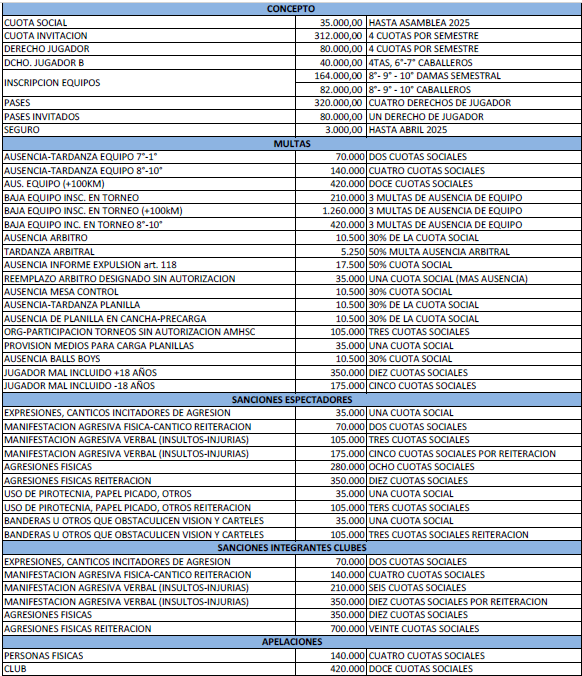 CONCEPTO
CUOTA SOCIAL 35.000,00 HASTA ASAMBLEA 2025
CUOTA INVITACION 312.000,00 4 CUOTAS POR SEMESTRE
DERECHO JUGADOR 80.000,00 4 CUOTAS POR SEMESTRE
DCHO. JUGADOR B 40.000,00 4TAS, 6°-7° CABALLEROS
INSCRIPCION EQUIPOS 164.000,00 8°- 9° - 10° DAMAS SEMESTRAL
82.000,00 8°- 9° - 10° CABALLEROS
PASES 320.000,00 CUATRO DERECHOS DE JUGADOR
PASES INVITADOS 80.000,00 UN DERECHO DE JUGADOR
SEGURO 3.000,00 HASTA ABRIL 2025
MULTAS
AUSENCIA-TARDANZA EQUIPO 7°-1° 70.000 DOS CUOTAS SOCIALES
AUSENCIA-TARDANZA EQUIPO 8°-10° 140.000 CUATRO CUOTAS SOCIALES
AUS. EQUIPO (+100KM) 420.000 DOCE CUOTAS SOCIALES
BAJA EQUIPO INSC. EN TORNEO 210.000 3 MULTAS DE AUSENCIA DE EQUIPO
BAJA EQUIPO INSC. EN TORNEO (+100kM) 1.260.000 3 MULTAS DE AUSENCIA DE EQUIPO
BAJA EQUIPO INC. EN TORNEO 8°-10° 420.000 3 MULTAS DE AUSENCIA DE EQUIPO
AUSENCIA ARBITRO 10.500 30% DE LA CUOTA SOCIAL
TARDANZA ARBITRAL 5.250 50% MULTA AUSENCIA ARBITRAL
AUSENCIA INFORME EXPULSION art. 118 17.500 50% CUOTA SOCIAL
REEMPLAZO ARBITRO DESIGNADO SIN AUTORIZACION 35.000 UNA CUOTA SOCIAL (MAS AUSENCIA)
AUSENCIA MESA CONTROL 10.500 30% CUOTA SOCIAL
AUSENCIA-TARDANZA PLANILLA 10.500 30% DE LA CUOTA SOCIAL
AUSENCIA DE PLANILLA EN CANCHA-PRECARGA 10.500 30% DE LA CUOTA SOCIAL
ORG-PARTICIPACION TORNEOS SIN AUTORIZACION AMHSC 105.000 TRES CUOTAS SOCIALES
PROVISION MEDIOS PARA CARGA PLANILLAS 35.000 UNA CUOTA SOCIAL
AUSENCIA BALLS BOYS 10.500 30% CUOTA SOCIAL
JUGADOR MAL INCLUIDO +18 AÑOS 350.000 DIEZ CUOTAS SOCIALES
JUGADOR MAL INCLUIDO -18 AÑOS 175.000 CINCO CUOTAS SOCIALES
SANCIONES ESPECTADORES
EXPRESIONES, CANTICOS INCITADORES DE AGRESION 35.000 UNA CUOTA SOCIAL
MANIFESTACION AGRESIVA FISICA-CANTICO REITERACION 70.000 DOS CUOTAS SOCIALES
MANIFESTACION AGRESIVA VERBAL (INSULTOS-INJURIAS) 105.000 TRES CUOTAS SOCIALES
MANIFESTACION AGRESIVA VERBAL (INSULTOS-INJURIAS) 175.000 CINCO CUOTAS SOCIALES POR REITERACION
AGRESIONES FISICAS 280.000 OCHO CUOTAS SOCIALES
AGRESIONES FISICAS REITERACION 350.000 DIEZ CUOTAS SOCIALES
USO DE PIROTECNIA, PAPEL PICADO, OTROS 35.000 UNA CUOTA SOCIAL
USO DE PIROTECNIA, PAPEL PICADO, OTROS REITERACION 105.000 TERS CUOTAS SOCIALES
BANDERAS U OTROS QUE OBSTACULICEN VISION Y CARTELES 35.000 UNA CUOTA SOCIAL
BANDERAS U OTROS QUE OBSTACULICEN VISION Y CARTELES 105.000 TRES CUOTAS SOCIALES REITERACION
SANCIONES INTEGRANTES CLUBES
EXPRESIONES, CANTICOS INCITADORES DE AGRESION 70.000 DOS CUOTAS SOCIALES
MANIFESTACION AGRESIVA FISICA-CANTICO REITERACION 140.000 CUATRO CUOTAS SOCIALES
MANIFESTACION AGRESIVA VERBAL (INSULTOS-INJURIAS) 210.000 SEIS CUOTAS SOCIALES
MANIFESTACION AGRESIVA VERBAL (INSULTOS-INJURIAS) 350.000 DIEZ CUOTAS SOCIALES POR REITERACION
AGRESIONES FISICAS 350.000 DIEZ CUOTAS SOCIALES
AGRESIONES FISICAS REITERACION 700.000 VEINTE CUOTAS SOCIALES
APELACIONES
PERSONAS FISICAS 140.000 CUATRO CUOTAS SOCIALES
CLUB 420.000 DOCE CUOTAS SOCIALES